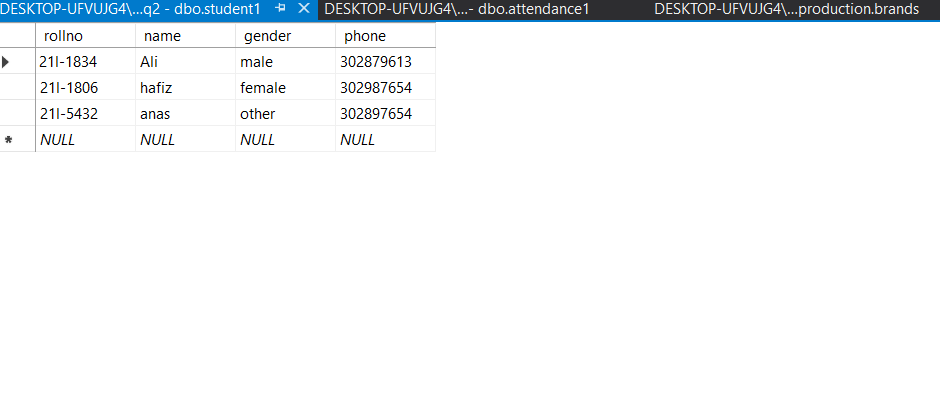 DESKTOP-UFVUJG4\...q2 - dbo.student1 DESKTOP-UFVUJG4\...- dbo.attendance1 DESKTOP-UFVUJG4\...production.brands
rollno name gender phone
21I-1834 Ali male 302879613
21I-1806 hafiz female 302987654
21I-5432 anas other 302897654
NULL NULL NULL NULL